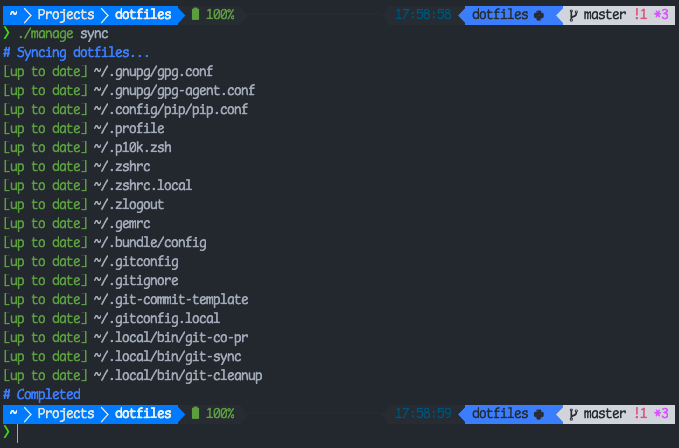 ~ Projects dotfiles 100% 17:58:58 dotfiles master !1 *3
❯ ./manage sync
# Syncing dotfiles...
[up to date] ~/.gnupg/gpg.conf
[up to date] ~/.gnupg/gpg-agent.conf
[up to date] ~/.config/pip/pip.conf
[up to date] ~/.profile
[up to date] ~/.p10k.zsh
[up to date] ~/.zshrc
[up to date] ~/.zshrc.local
[up to date] ~/.zlogout
[up to date] ~/.gemrc
[up to date] ~/.bundle/config
[up to date] ~/.gitconfig
[up to date] ~/.gitignore
[up to date] ~/.git-commit-template
[up to date] ~/.gitconfig.local
[up to date] ~/.local/bin/git-co-pr
[up to date] ~/.local/bin/git-sync
[up to date] ~/.local/bin/git-cleanup
# Completed
~ Projects dotfiles 100% 17:58:59 dotfiles master !1 *3
❯